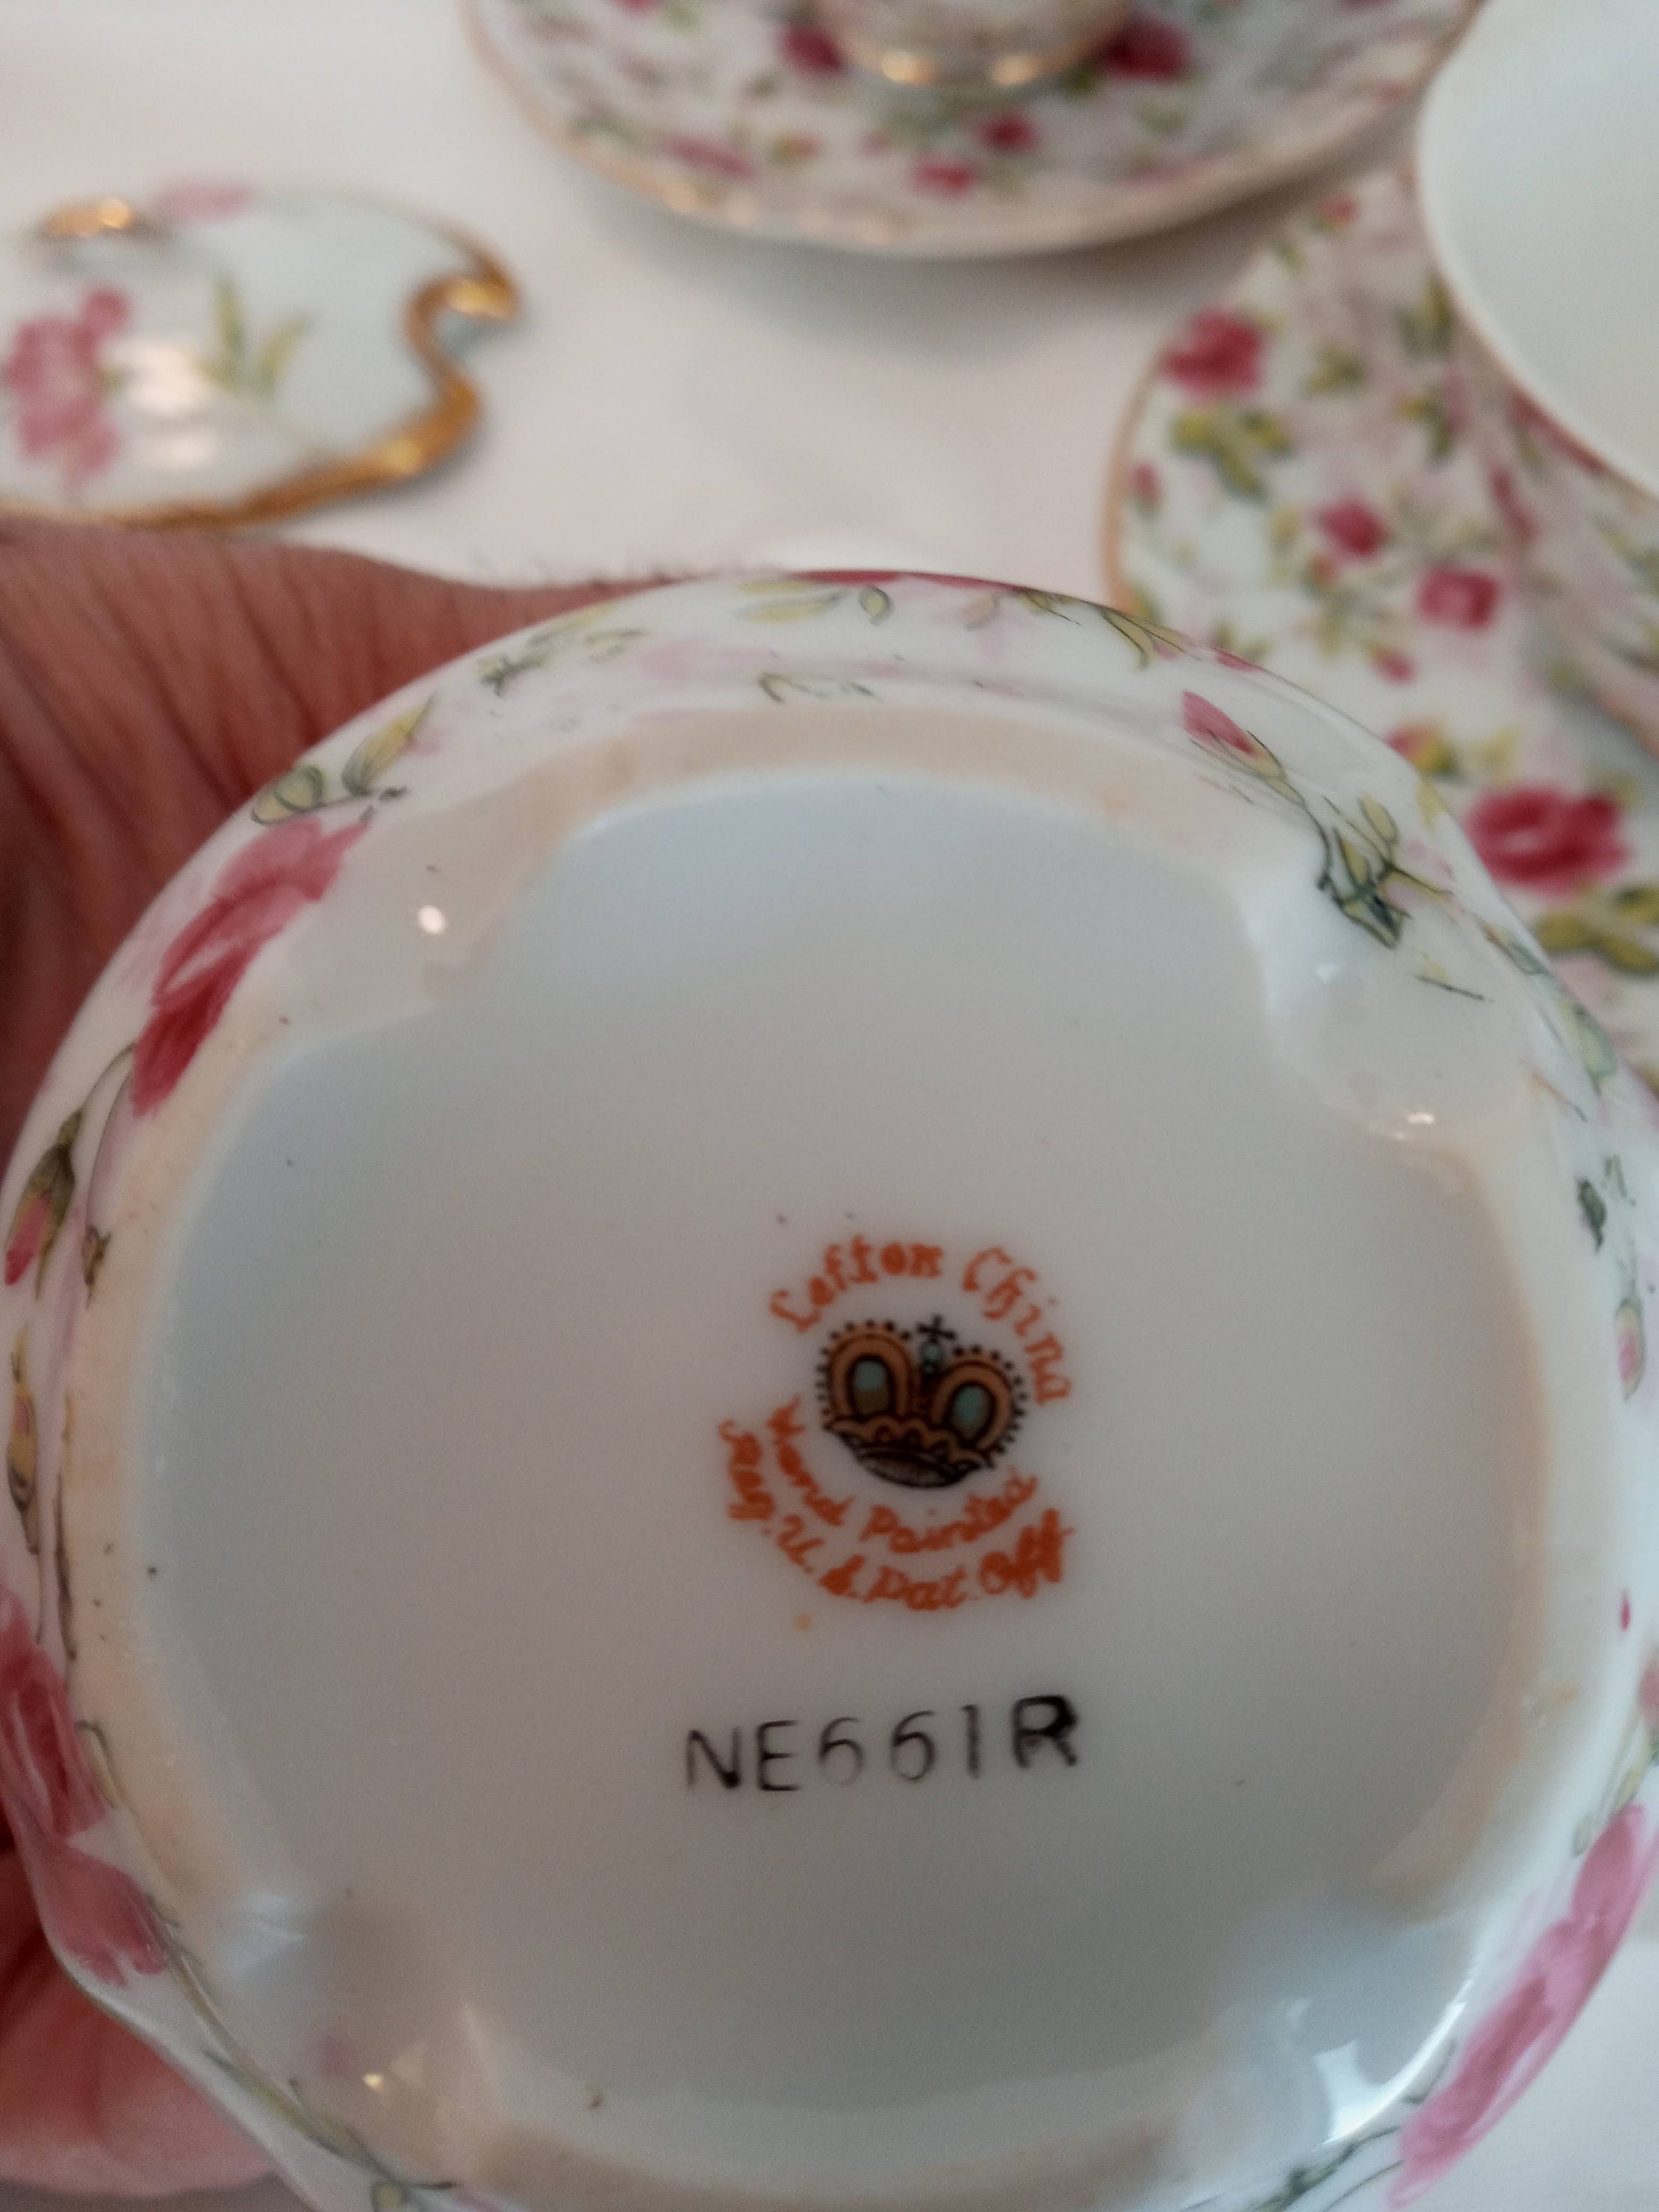 Lefton China
Hand Painted
Reg. U.S. Pat. Off
NE661R